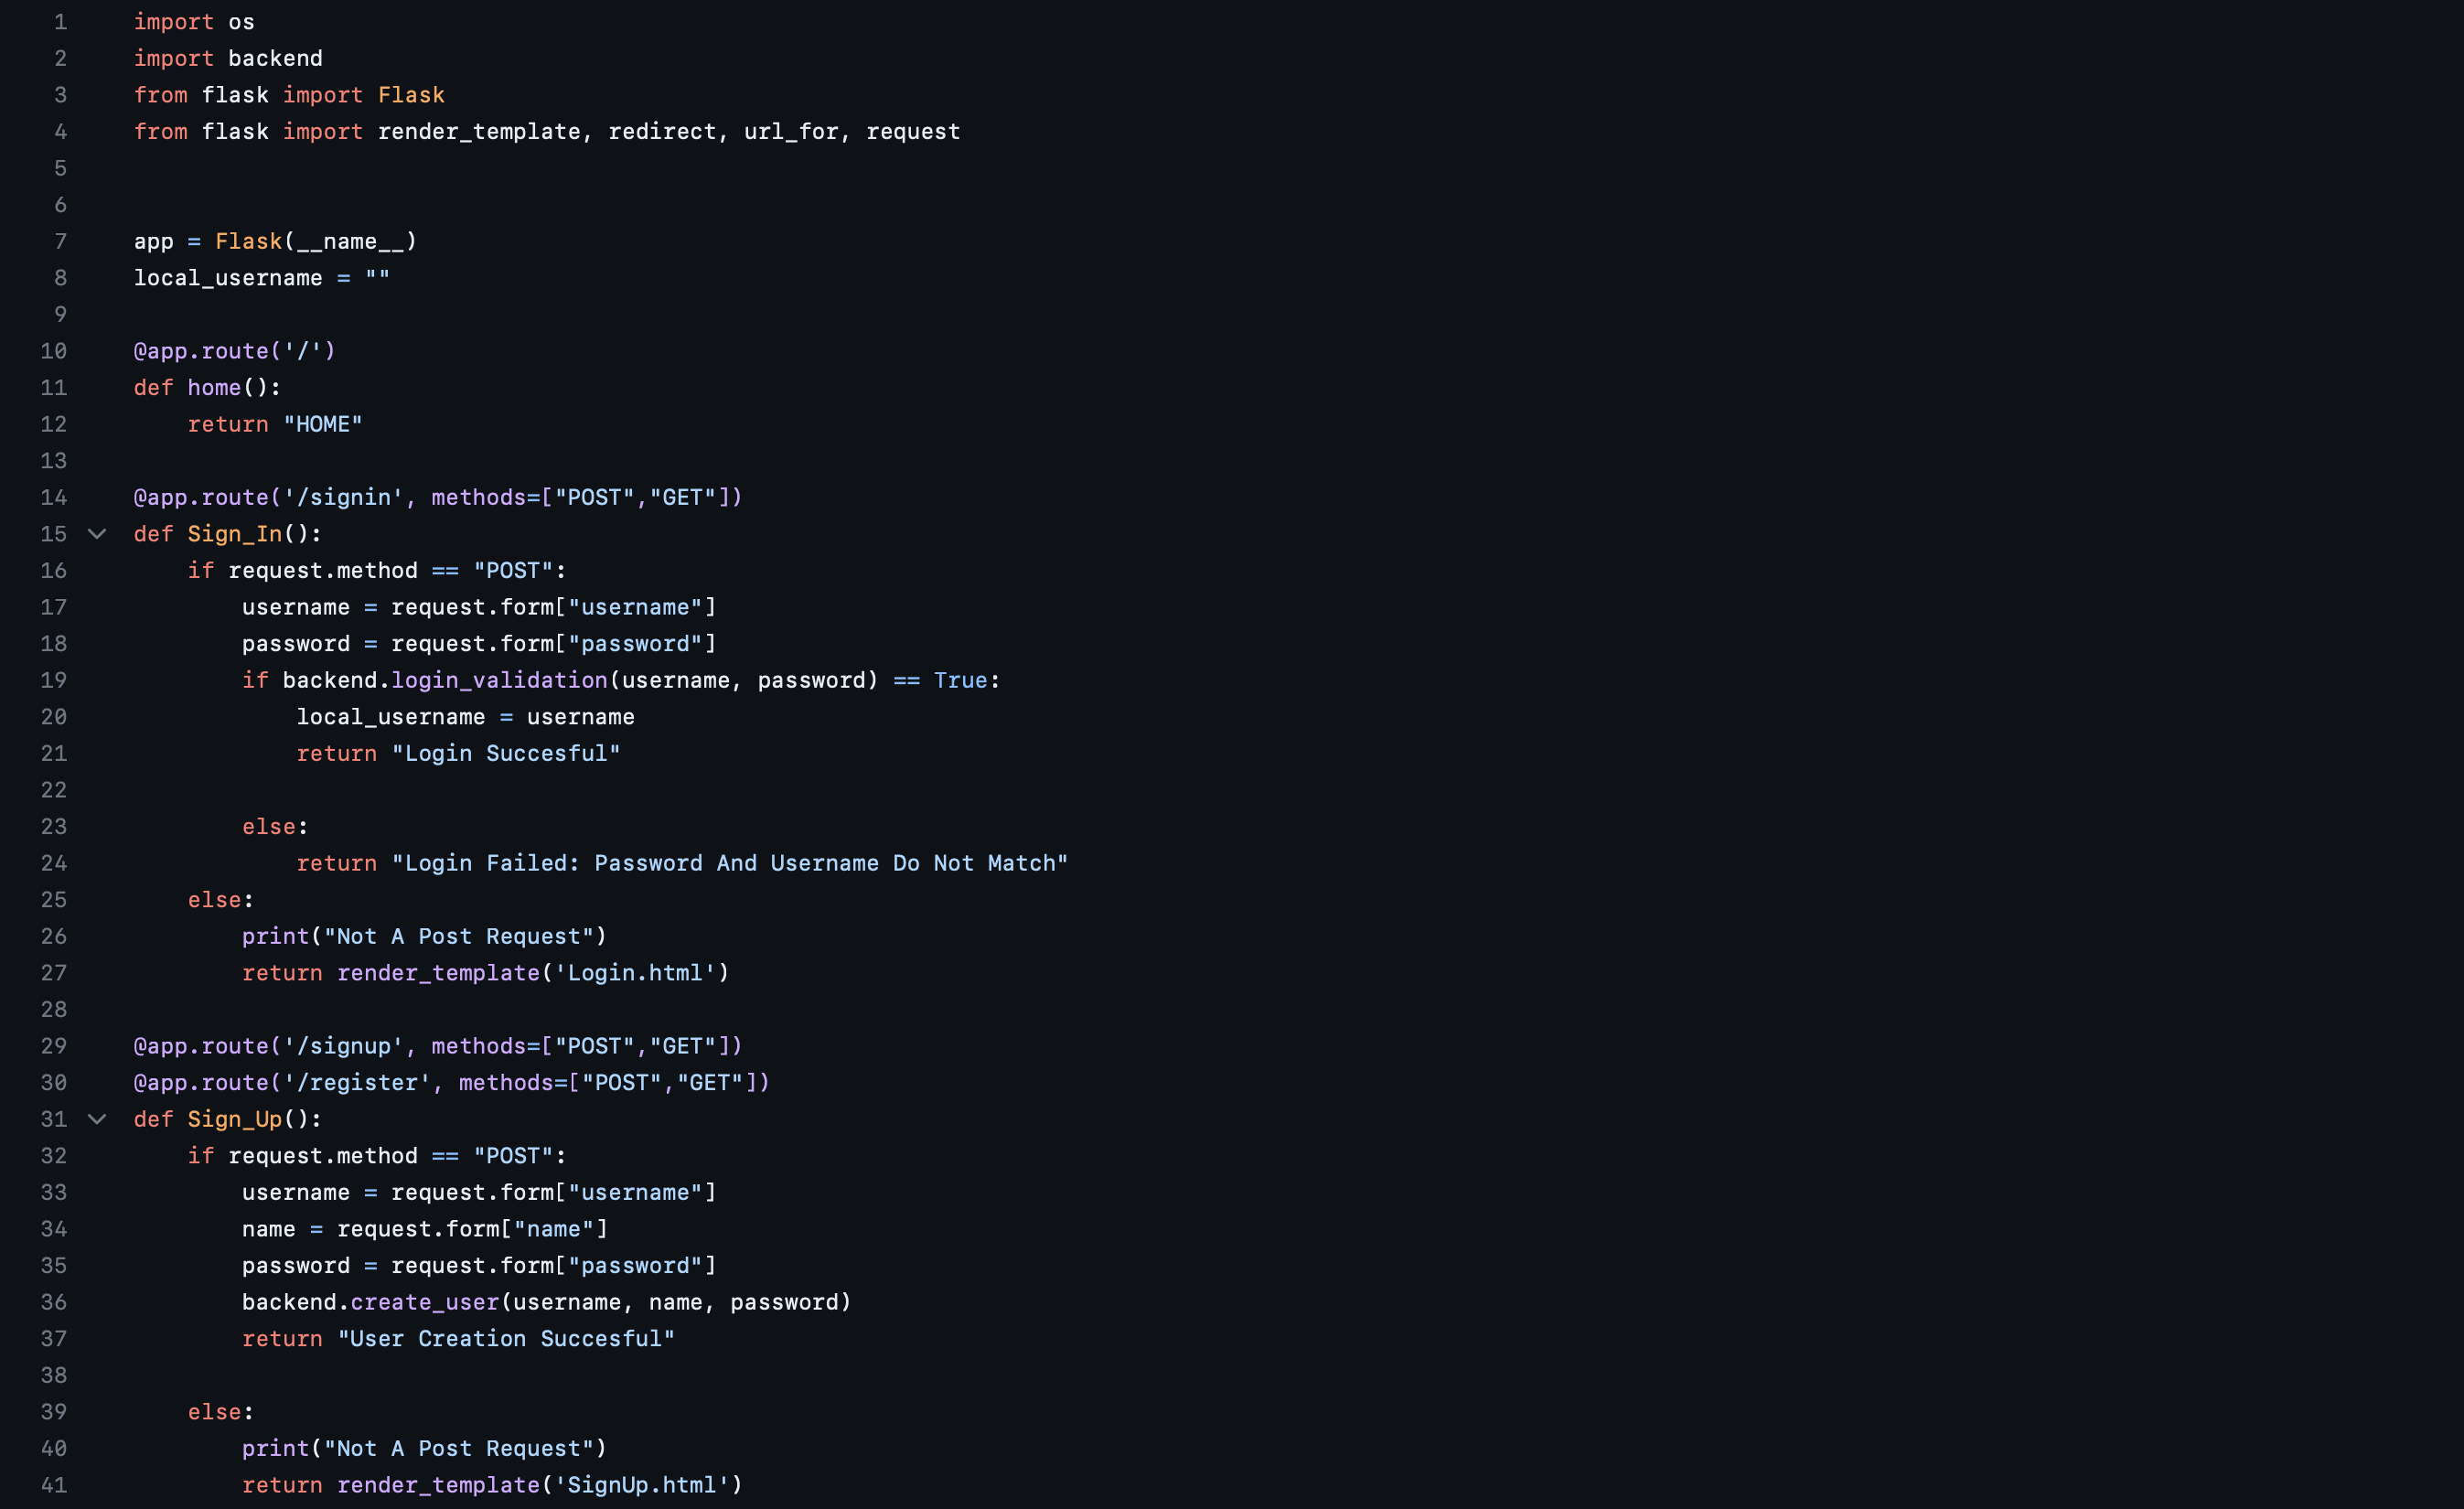 1 import os
2 import backend
3 from flask import Flask
4 from flask import render_template, redirect, url_for, request
5
6
7 app = Flask(__name__)
8 local_username = ""
9
10 @app.route('/')
11 def home():
12     return "HOME"
13
14 @app.route('/signin', methods=["POST","GET"])
15 def Sign_In():
16     if request.method == "POST":
17         username = request.form["username"]
18         password = request.form["password"]
19         if backend.login_validation(username, password) == True:
20             local_username = username
21             return "Login Succesful"
22
23         else:
24             return "Login Failed: Password And Username Do Not Match"
25     else:
26         print("Not A Post Request")
27         return render_template('Login.html')
28
29 @app.route('/signup', methods=["POST","GET"])
30 @app.route('/register', methods=["POST","GET"])
31 def Sign_Up():
32     if request.method == "POST":
33         username = request.form["username"]
34         name = request.form["name"]
35         password = request.form["password"]
36         backend.create_user(username, name, password)
37         return "User Creation Succesful"
38
39     else:
40         print("Not A Post Request")
41         return render_template('SignUp.html')